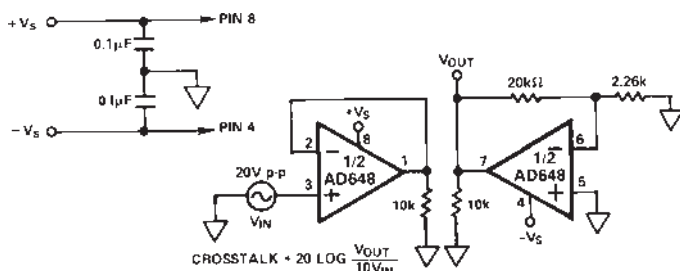 +VS
PIN 8
0.1µF
0.1µF
-VS
PIN 4
VOUT
20kΩ
2.26k
+VS
2
8
-
1/2
AD648
1
3
+
20V p-p
VIN
10k
10k
7
6
-
1/2
AD648
+
5
4
-VS
CROSSTALK = 20 LOG VOUT
10VIN